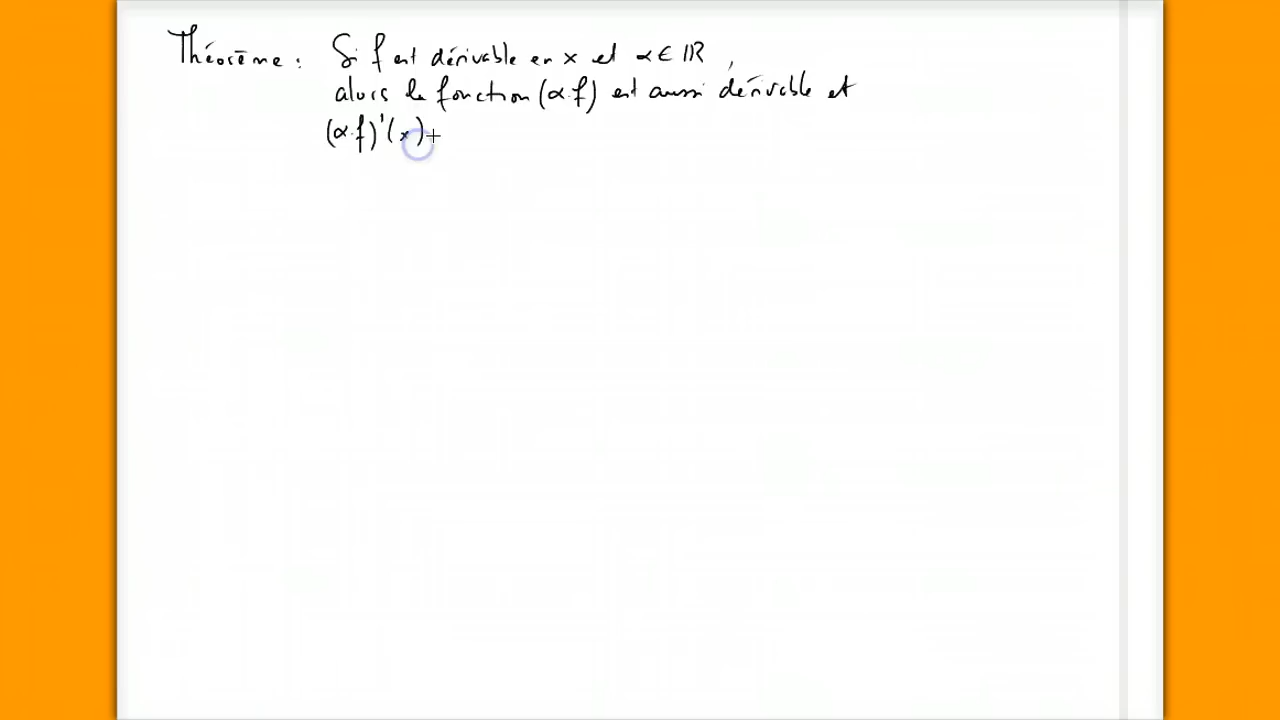 Théorème : Si f est dérivable en x et α ∈ ℝ ,
alors la fonction (α.f) est aussi dérivable et
(α.f)'(x) +